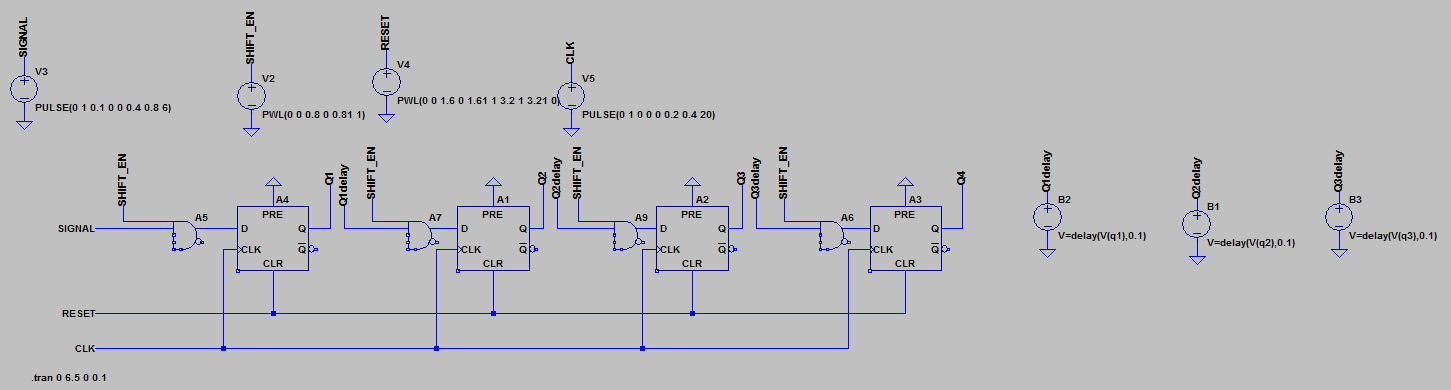 SIGNAL
V3
PULSE(0 1 0.1 0 0 0.4 0.8 6)
SHIFT_EN
V2
PWL(0 0 0.8 0 0.81 1)
RESET
V4
PWL(0 0 1.6 0 1.61 1 3.2 1 3.21 0)
CLK
V5
PULSE(0 1 0 0 0 0.2 0.4 20)
SHIFT_EN
SIGNAL
A5
A4
PRE
D
Q
CLK
Q
CLR
Q1
Q1delay
SHIFT_EN
A7
A1
PRE
D
Q
CLK
Q
CLR
Q2
Q2delay
SHIFT_EN
A9
A2
PRE
D
Q
CLK
Q
CLR
Q3
Q3delay
SHIFT_EN
A6
A3
PRE
D
Q
CLK
Q
CLR
Q4
Q1delay
B2
V=delay(V(q1),0.1)
Q2delay
B1
V=delay(V(q2),0.1)
Q3delay
B3
V=delay(V(q3),0.1)
RESET
CLK
.tran 0 6.5 0 0.1